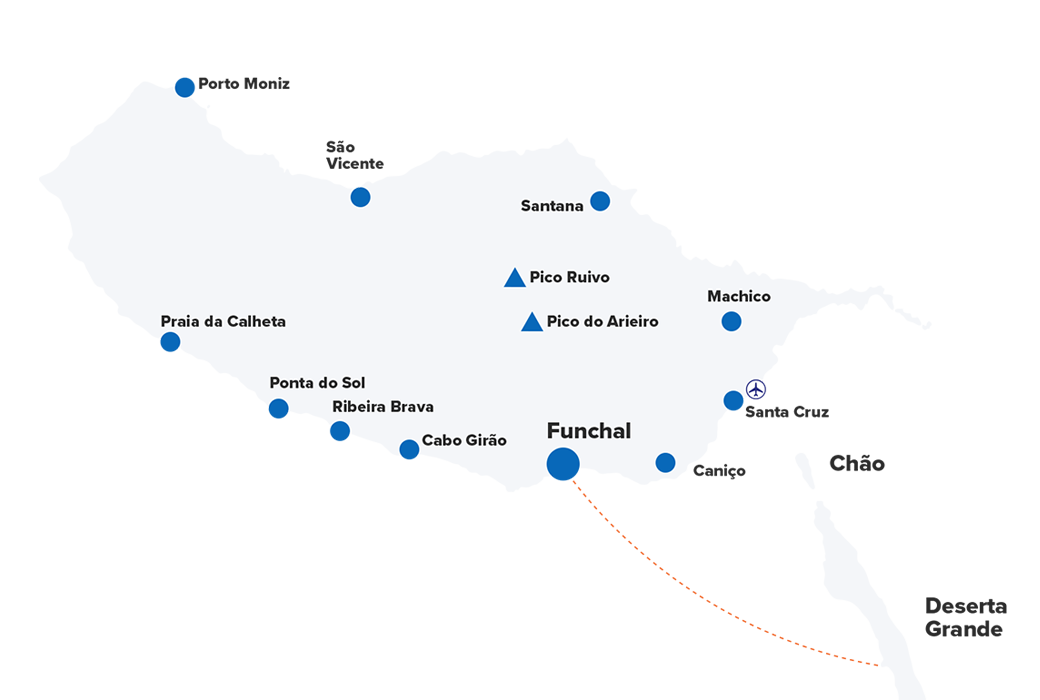 Porto Moniz
São
Vicente
Santana
Pico Ruivo
Machico
Praia da Calheta
Pico do Arieiro
Ponta do Sol
Ribeira Brava
Santa Cruz
Funchal
Cabo Girão
Chão
Caniço
Deserta
Grande